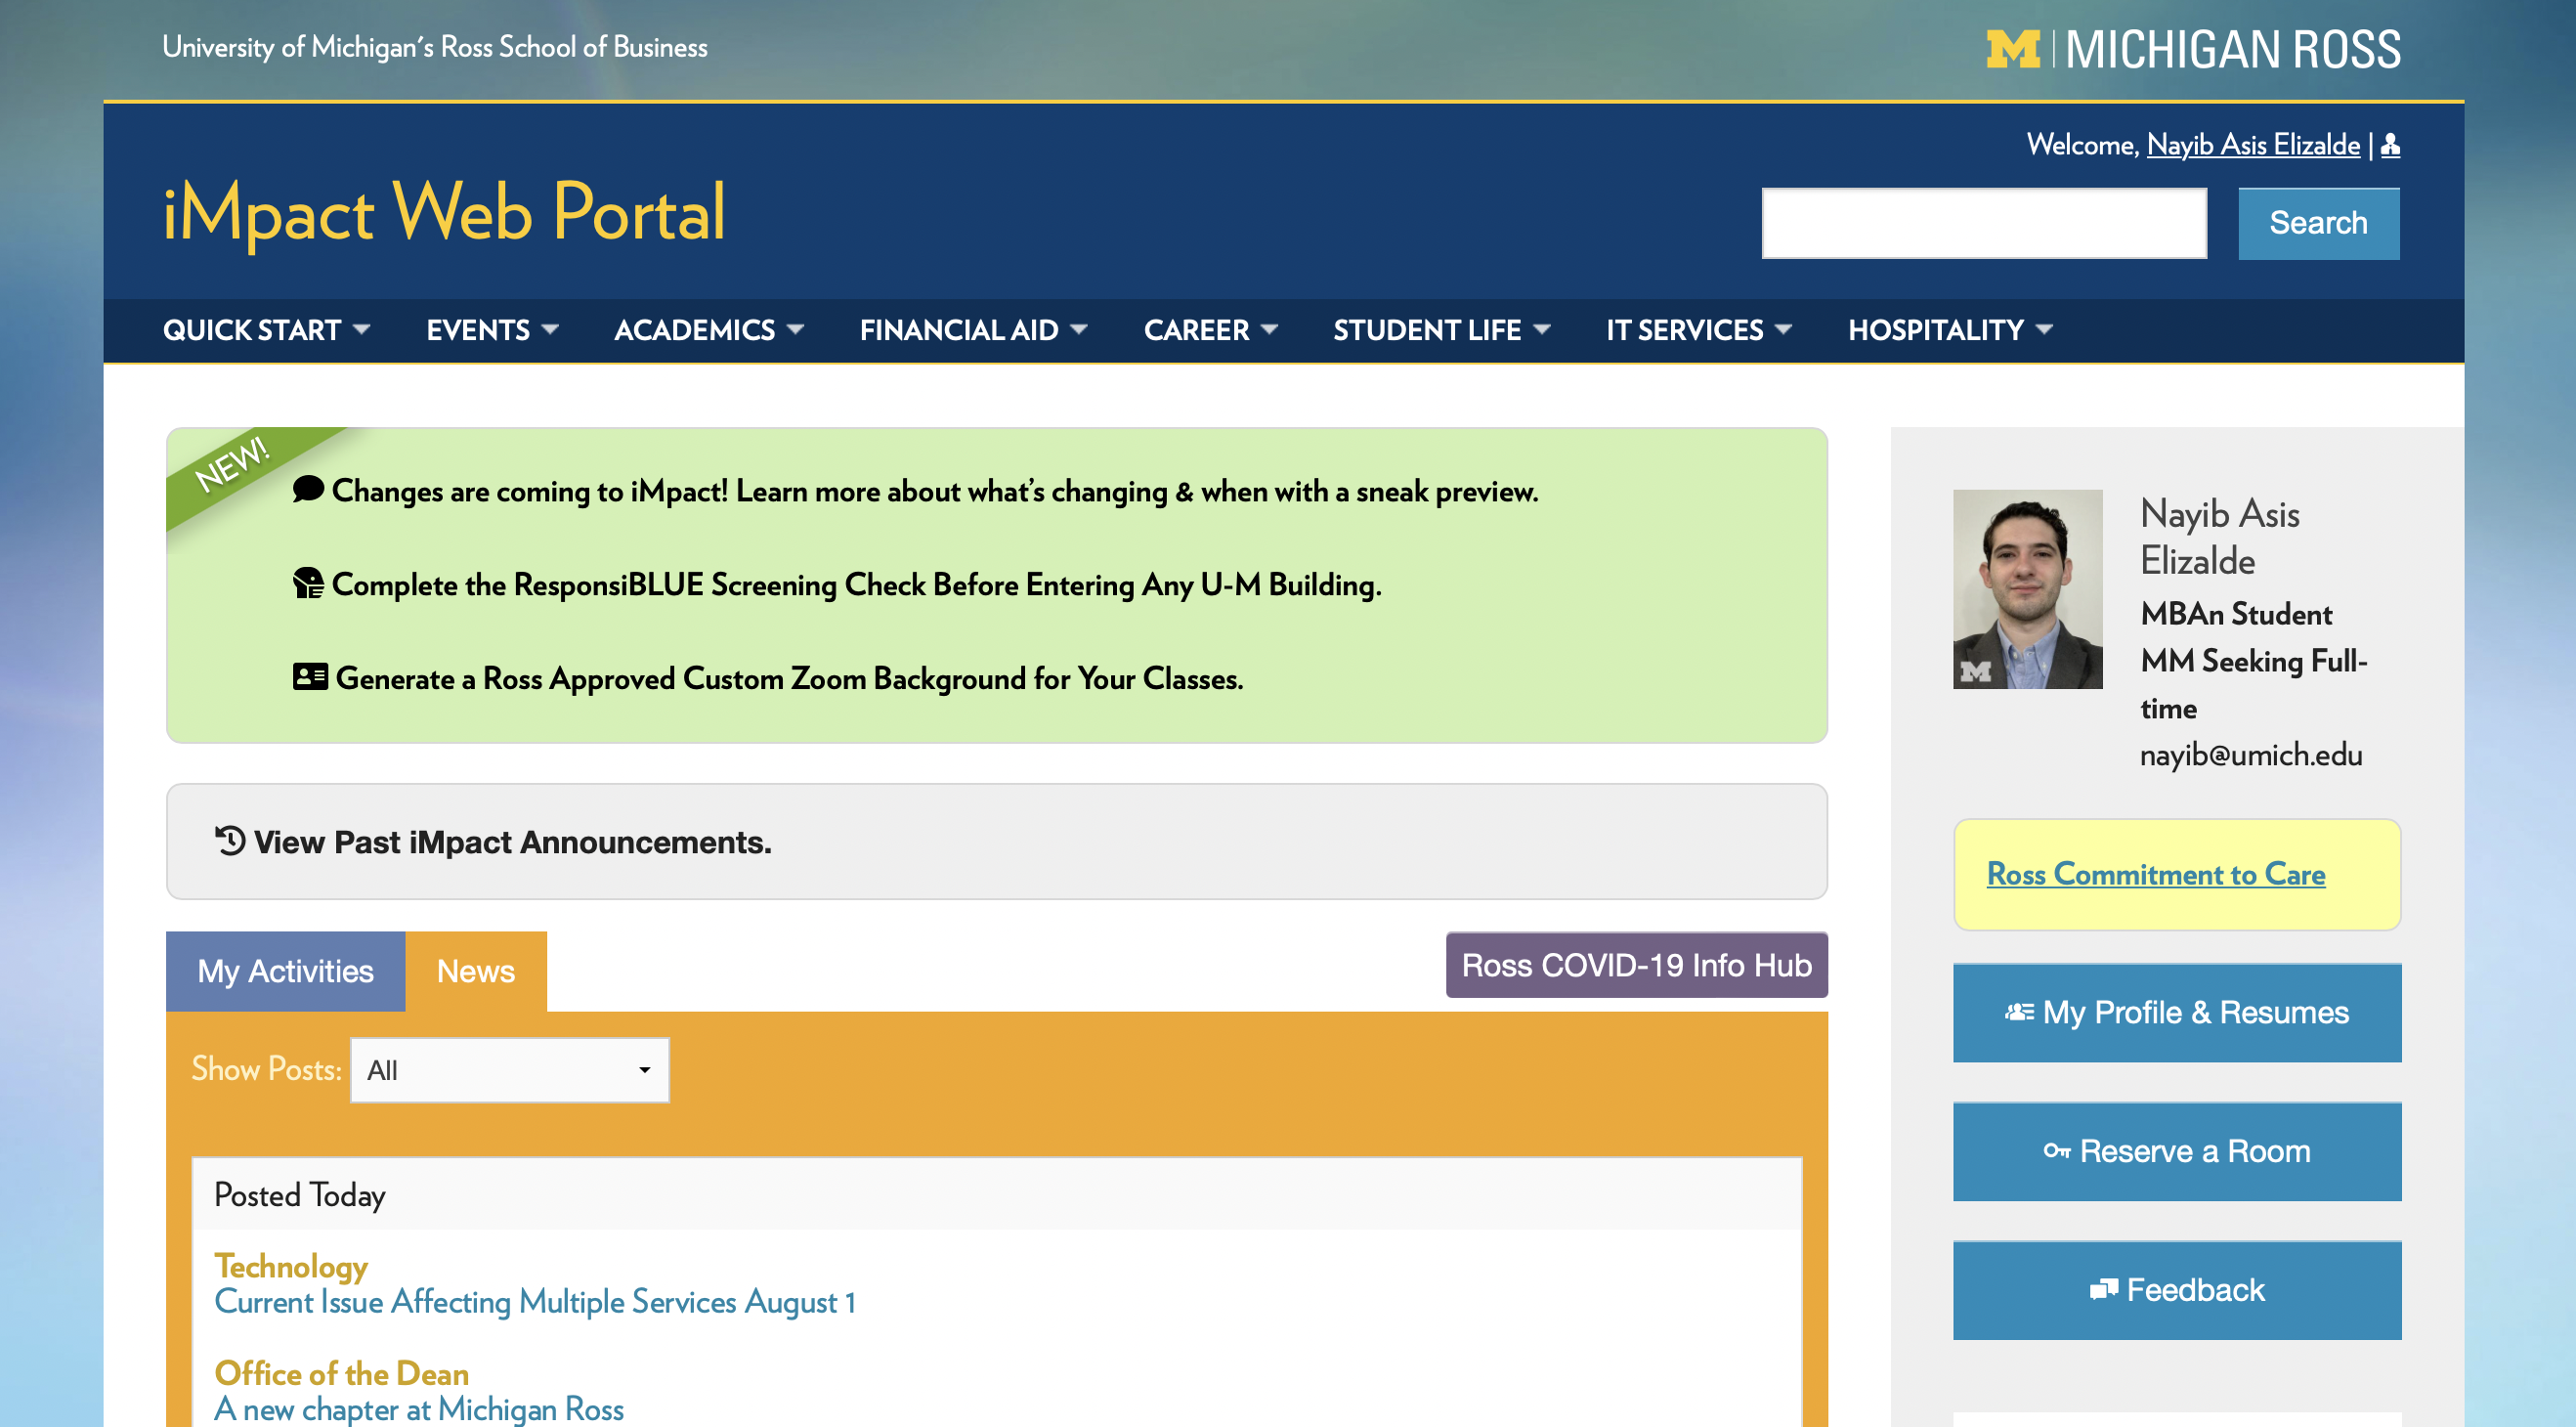 University of Michigan's Ross School of Business
M | MICHIGAN ROSS
Welcome, Nayib Asis Elizalde |
iMpact Web Portal
Search
QUICK START EVENTS ACADEMICS FINANCIAL AID CAREER STUDENT LIFE IT SERVICES HOSPITALITY
NEW!
Changes are coming to iMpact! Learn more about what's changing & when with a sneak preview.
Complete the ResponsiBLUE Screening Check Before Entering Any U-M Building.
Generate a Ross Approved Custom Zoom Background for Your Classes.
View Past iMpact Announcements.
My Activities News
Ross COVID-19 Info Hub
Show Posts: All
Posted Today
Technology
Current Issue Affecting Multiple Services August 1
Office of the Dean
A new chapter at Michigan Ross
M
Nayib Asis
Elizalde
MBAn Student
MM Seeking Full-
time
nayib@umich.edu
Ross Commitment to Care
My Profile & Resumes
Reserve a Room
Feedback